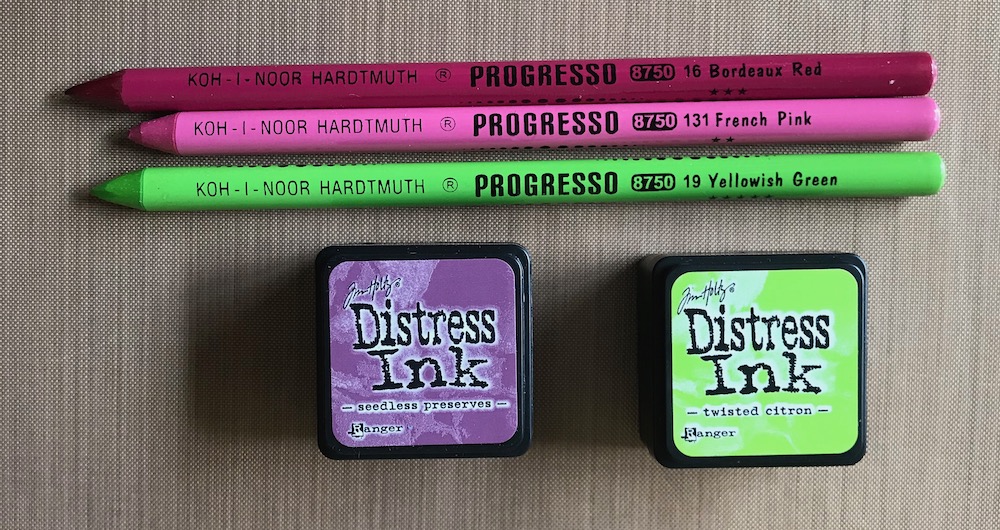 KOH-I-NOOR HARDTMUTH ® PROGRESSO 8750 16 Bordeaux Red
★★★
KOH-I-NOOR HARDTMUTH ® PROGRESSO 8750 131 French Pink
★★
KOH-I-NOOR HARDTMUTH ® PROGRESSO 8750 19 Yellowish Green
Tim Holtz®
Distress
Ink
— seedless preserves —
Ranger
Tim Holtz®
Distress
Ink
— twisted citron —
Ranger